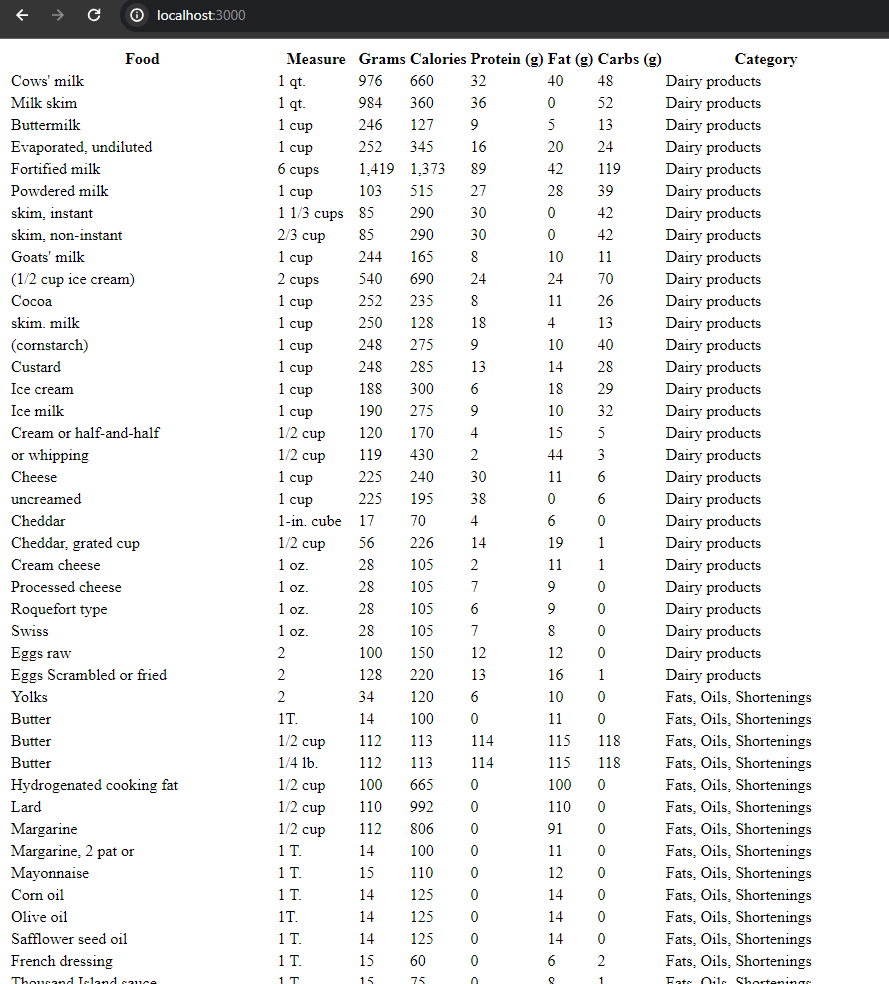 localhost:3000
Food Measure Grams Calories Protein (g) Fat (g) Carbs (g) Category
Cows' milk 1 qt. 976 660 32 40 48 Dairy products
Milk skim 1 qt. 984 360 36 0 52 Dairy products
Buttermilk 1 cup 246 127 9 5 13 Dairy products
Evaporated, undiluted 1 cup 252 345 16 20 24 Dairy products
Fortified milk 6 cups 1,419 1,373 89 42 119 Dairy products
Powdered milk 1 cup 103 515 27 28 39 Dairy products
skim, instant 1 1/3 cups 85 290 30 0 42 Dairy products
skim, non-instant 2/3 cup 85 290 30 0 42 Dairy products
Goats' milk 1 cup 244 165 8 10 11 Dairy products
(1/2 cup ice cream) 2 cups 540 690 24 24 70 Dairy products
Cocoa 1 cup 252 235 8 11 26 Dairy products
skim. milk 1 cup 250 128 18 4 13 Dairy products
(cornstarch) 1 cup 248 275 9 10 40 Dairy products
Custard 1 cup 248 285 13 14 28 Dairy products
Ice cream 1 cup 188 300 6 18 29 Dairy products
Ice milk 1 cup 190 275 9 10 32 Dairy products
Cream or half-and-half 1/2 cup 120 170 4 15 5 Dairy products
or whipping 1/2 cup 119 430 2 44 3 Dairy products
Cheese 1 cup 225 240 30 11 6 Dairy products
uncreamed 1 cup 225 195 38 0 6 Dairy products
Cheddar 1-in. cube 17 70 4 6 0 Dairy products
Cheddar, grated cup 1/2 cup 56 226 14 19 1 Dairy products
Cream cheese 1 oz. 28 105 2 11 1 Dairy products
Processed cheese 1 oz. 28 105 7 9 0 Dairy products
Roquefort type 1 oz. 28 105 6 9 0 Dairy products
Swiss 1 oz. 28 105 7 8 0 Dairy products
Eggs raw 2 100 150 12 12 0 Dairy products
Eggs Scrambled or fried 2 128 220 13 16 1 Dairy products
Yolks 2 34 120 6 10 0 Fats, Oils, Shortenings
Butter 1T. 14 100 0 11 0 Fats, Oils, Shortenings
Butter 1/2 cup 112 113 114 115 118 Fats, Oils, Shortenings
Butter 1/4 lb. 112 113 114 115 118 Fats, Oils, Shortenings
Hydrogenated cooking fat 1/2 cup 100 665 0 100 0 Fats, Oils, Shortenings
Lard 1/2 cup 110 992 0 110 0 Fats, Oils, Shortenings
Margarine 1/2 cup 112 806 0 91 0 Fats, Oils, Shortenings
Margarine, 2 pat or 1 T. 14 100 0 11 0 Fats, Oils, Shortenings
Mayonnaise 1 T. 15 110 0 12 0 Fats, Oils, Shortenings
Corn oil 1 T. 14 125 0 14 0 Fats, Oils, Shortenings
Olive oil 1T. 14 125 0 14 0 Fats, Oils, Shortenings
Safflower seed oil 1 T. 14 125 0 14 0 Fats, Oils, Shortenings
French dressing 1 T. 15 60 0 6 2 Fats, Oils, Shortenings
Thousand Island sauce 1 T. 15 75 0 8 1 Fats, Oils, Shortenings